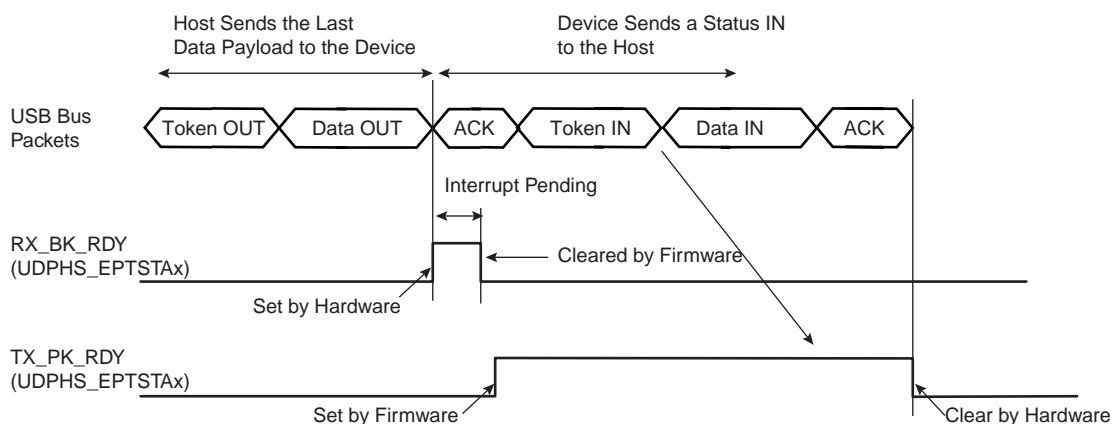 Host Sends the Last
Data Payload to the Device
Device Sends a Status IN
to the Host
USB Bus
Packets
Token OUT
Data OUT
ACK
Token IN
Data IN
ACK
Interrupt Pending
RX_BK_RDY
(UDPHS_EPTSTAx)
Cleared by Firmware
Set by Hardware
TX_PK_RDY
(UDPHS_EPTSTAx)
Set by Firmware
Clear by Hardware